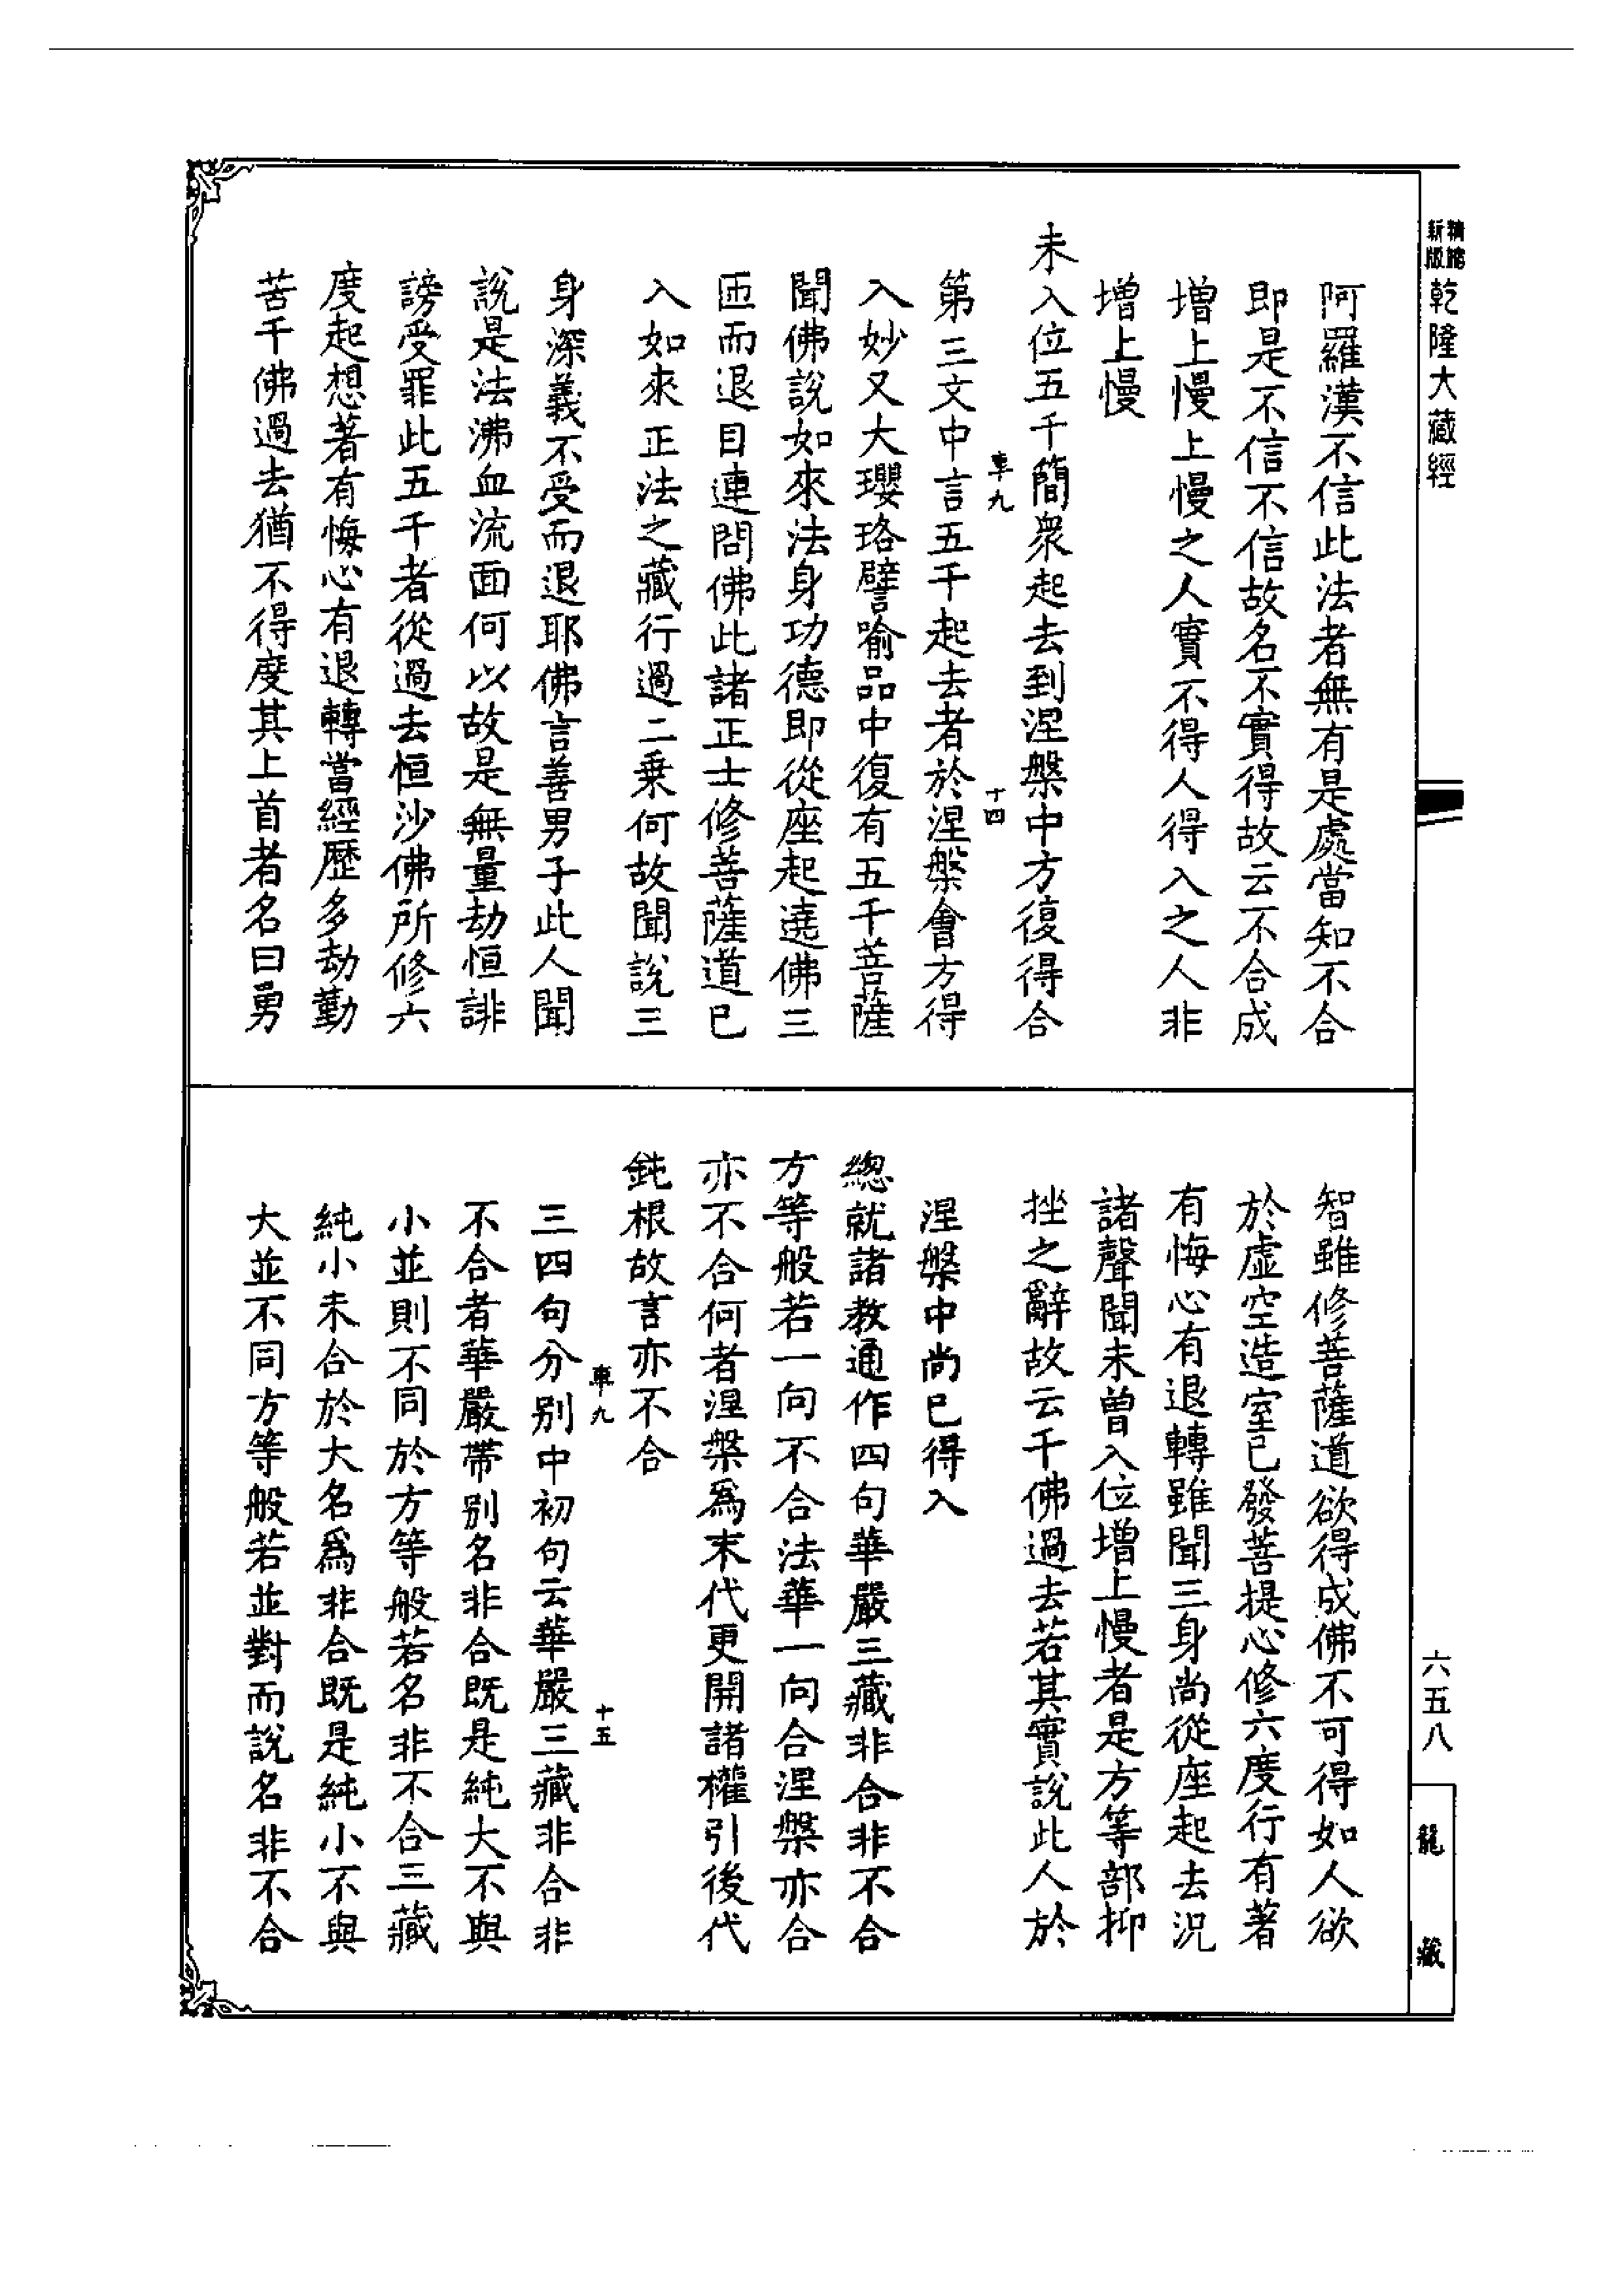 精縮
新版
乾隆大藏經
阿羅漢不信此法者無有是處當知不合
即是不信不信故名不實得故云不合成
增上慢上慢之人實不得人得入之人非
增上慢
未入位五千簡衆起去到涅槃中方復得合
車九
十四
第三文中言五千起去者於涅槃會方得
入妙又大瓔珞譬喻品中復有五千菩薩
聞佛說如來法身功德即從座起遶佛三
匝而退目連問佛此諸正士修菩薩道已
入如來正法之藏行過二乗何故聞說三
身深義不受而退耶佛言善男子此人聞
說是法沸血流面何以故是無量劫恒誹
謗受罪此五千者從過去恒沙佛所修六
度起想著有悔心有退轉當經歷多劫勤
苦千佛過去猶不得度其上首者名曰勇
智雖修菩薩道欲得成佛不可得如人欲
於虛空造室已發菩提心修六度行有著
有悔心有退轉雖聞三身尚從座起去況
諸聲聞未曽入位增上慢者是方等部抑
挫之辭故云千佛過去若其實說此人於
涅槃中尚已得入
總就諸教通作四句華嚴三藏非合非不合
方等般若一向不合法華一向合涅槃亦合
亦不合何者涅槃為末代更開諸權引後代
鈍根故言亦不合
車九
十五
三四句分别中初句云華嚴三藏非合非
不合者華嚴帶别名非合既是純大不與
小並則不同於方等般若名非不合三藏
純小未合於大名為非合既是純小不與
大並不同方等般若並對而說名非不合
六五八
龍藏